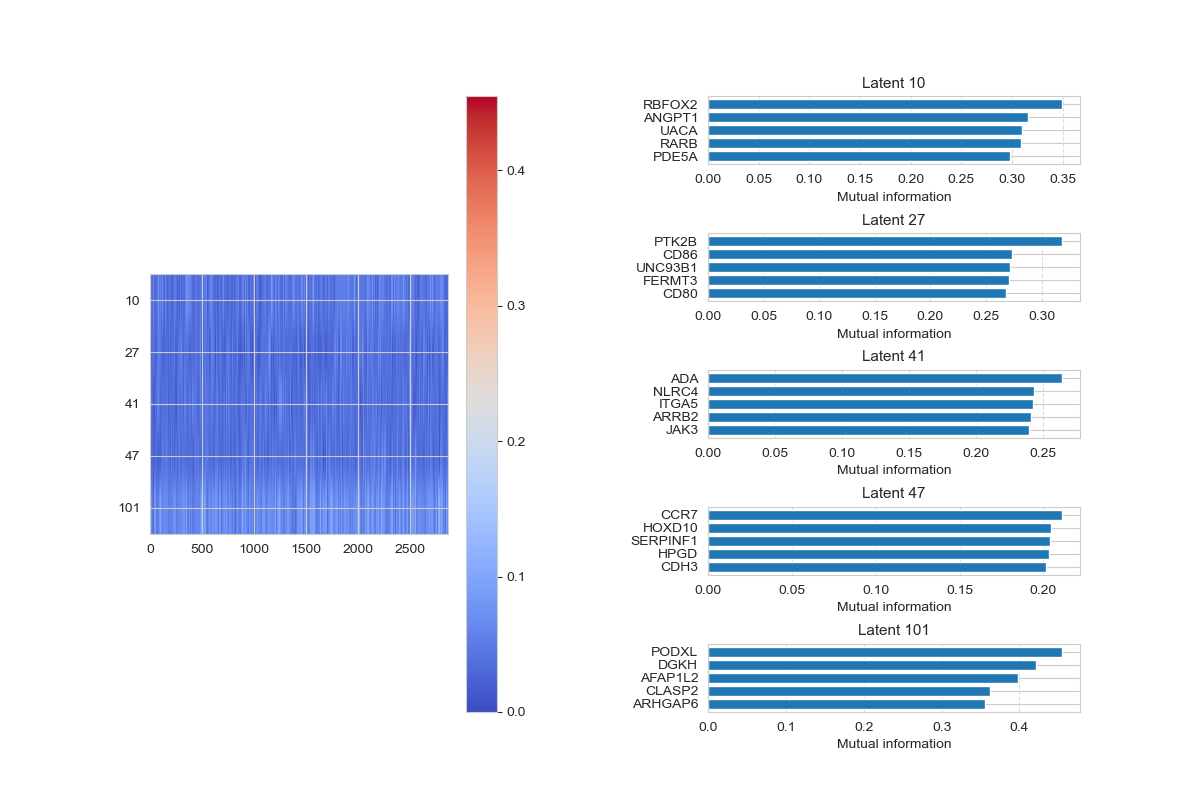 10
27
41
47
101
0 500 1000 1500 2000 2500
0.4
0.3
0.2
0.1
0.0
Latent 10
RBFOX2
ANGPT1
UACA
RARB
PDE5A
0.00 0.05 0.10 0.15 0.20 0.25 0.30 0.35
Mutual information
Latent 27
PTK2B
CD86
UNC93B1
FERMT3
CD80
0.00 0.05 0.10 0.15 0.20 0.25 0.30
Mutual information
Latent 41
ADA
NLRC4
ITGA5
ARRB2
JAK3
0.00 0.05 0.10 0.15 0.20 0.25
Mutual information
Latent 47
CCR7
HOXD10
SERPINF1
HPGD
CDH3
0.00 0.05 0.10 0.15 0.20
Mutual information
Latent 101
PODXL
DGKH
AFAP1L2
CLASP2
ARHGAP6
0.0 0.1 0.2 0.3 0.4
Mutual information